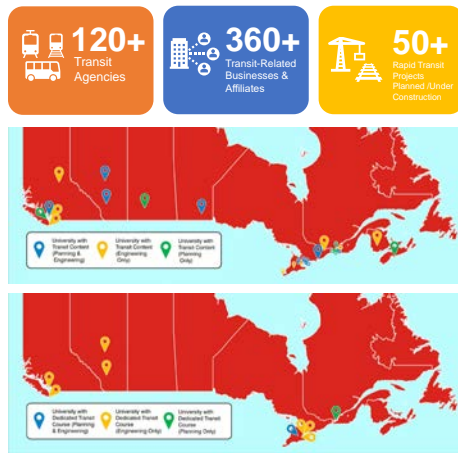 120+
Transit
Agencies
360+
Transit-Related
Businesses &
Affiliates
50+
Rapid Transit
Projects
Planned /Under
Construction
University with
Transit Content
(Planning &
Engineering)
University with
Transit Content
(Engineering
Only)
University with
Transit Content
(Planning
Only)
University with
Dedicated Transit
Course (Planning
& Engineering)
University with
Dedicated Transit
Course
(Engineering Only)
University with
Dedicated Transit
Course
(Planning Only)